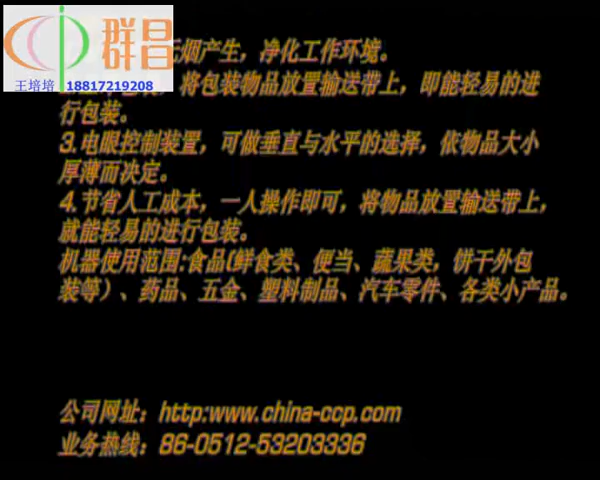 群昌
王培培 18817219208
烟产生，净化工作环境。
将包装物品放置输送带上，即能轻易的进
行包装。
3.电眼控制装置，可做垂直与水平的选择，依物品大小
厚薄而决定。
4.节省人工成本，一人操作即可，将物品放置输送带上，
就能轻易的进行包装。
机器使用范围:食品(鲜食类、便当、蔬果类，饼干外包
装等）、药品、五金、塑料制品、汽车零件、各类小产品。
公司网址：http:www.china-ccp.com
业务热线：86-0512-53203336